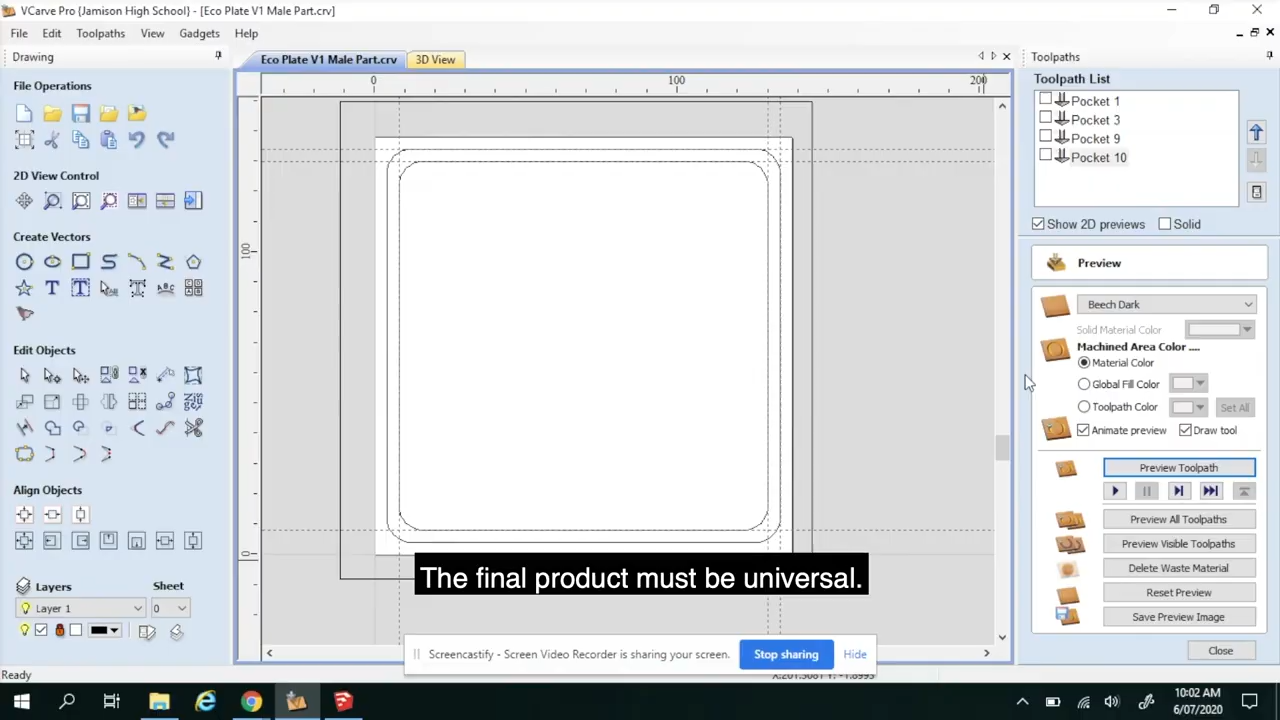 VCarve Pro {Jamison High School} - [Eco Plate V1 Male Part.crv]
File Edit Toolpaths View Gadgets Help
Drawing
File Operations
2D View Control
Create Vectors
Edit Objects
Align Objects
Layers Sheet
Layer 1 0
Ready
Eco Plate V1 Male Part.crv 3D View
0 100 200
100
0
The final product must be universal.
Screencastify - Screen Video Recorder is sharing your screen. Stop sharing Hide
Toolpaths
Toolpath List
Pocket 1
Pocket 3
Pocket 9
Pocket 10
Show 2D previews Solid
Preview
Beech Dark
Solid Material Color
Machined Area Color ....
Material Color
Global Fill Color
Toolpath Color Set All
Animate preview Draw tool
Preview Toolpath
Preview All Toolpaths
Preview Visible Toolpaths
Delete Waste Material
Reset Preview
Save Preview Image
Close
10:02 AM
6/07/2020